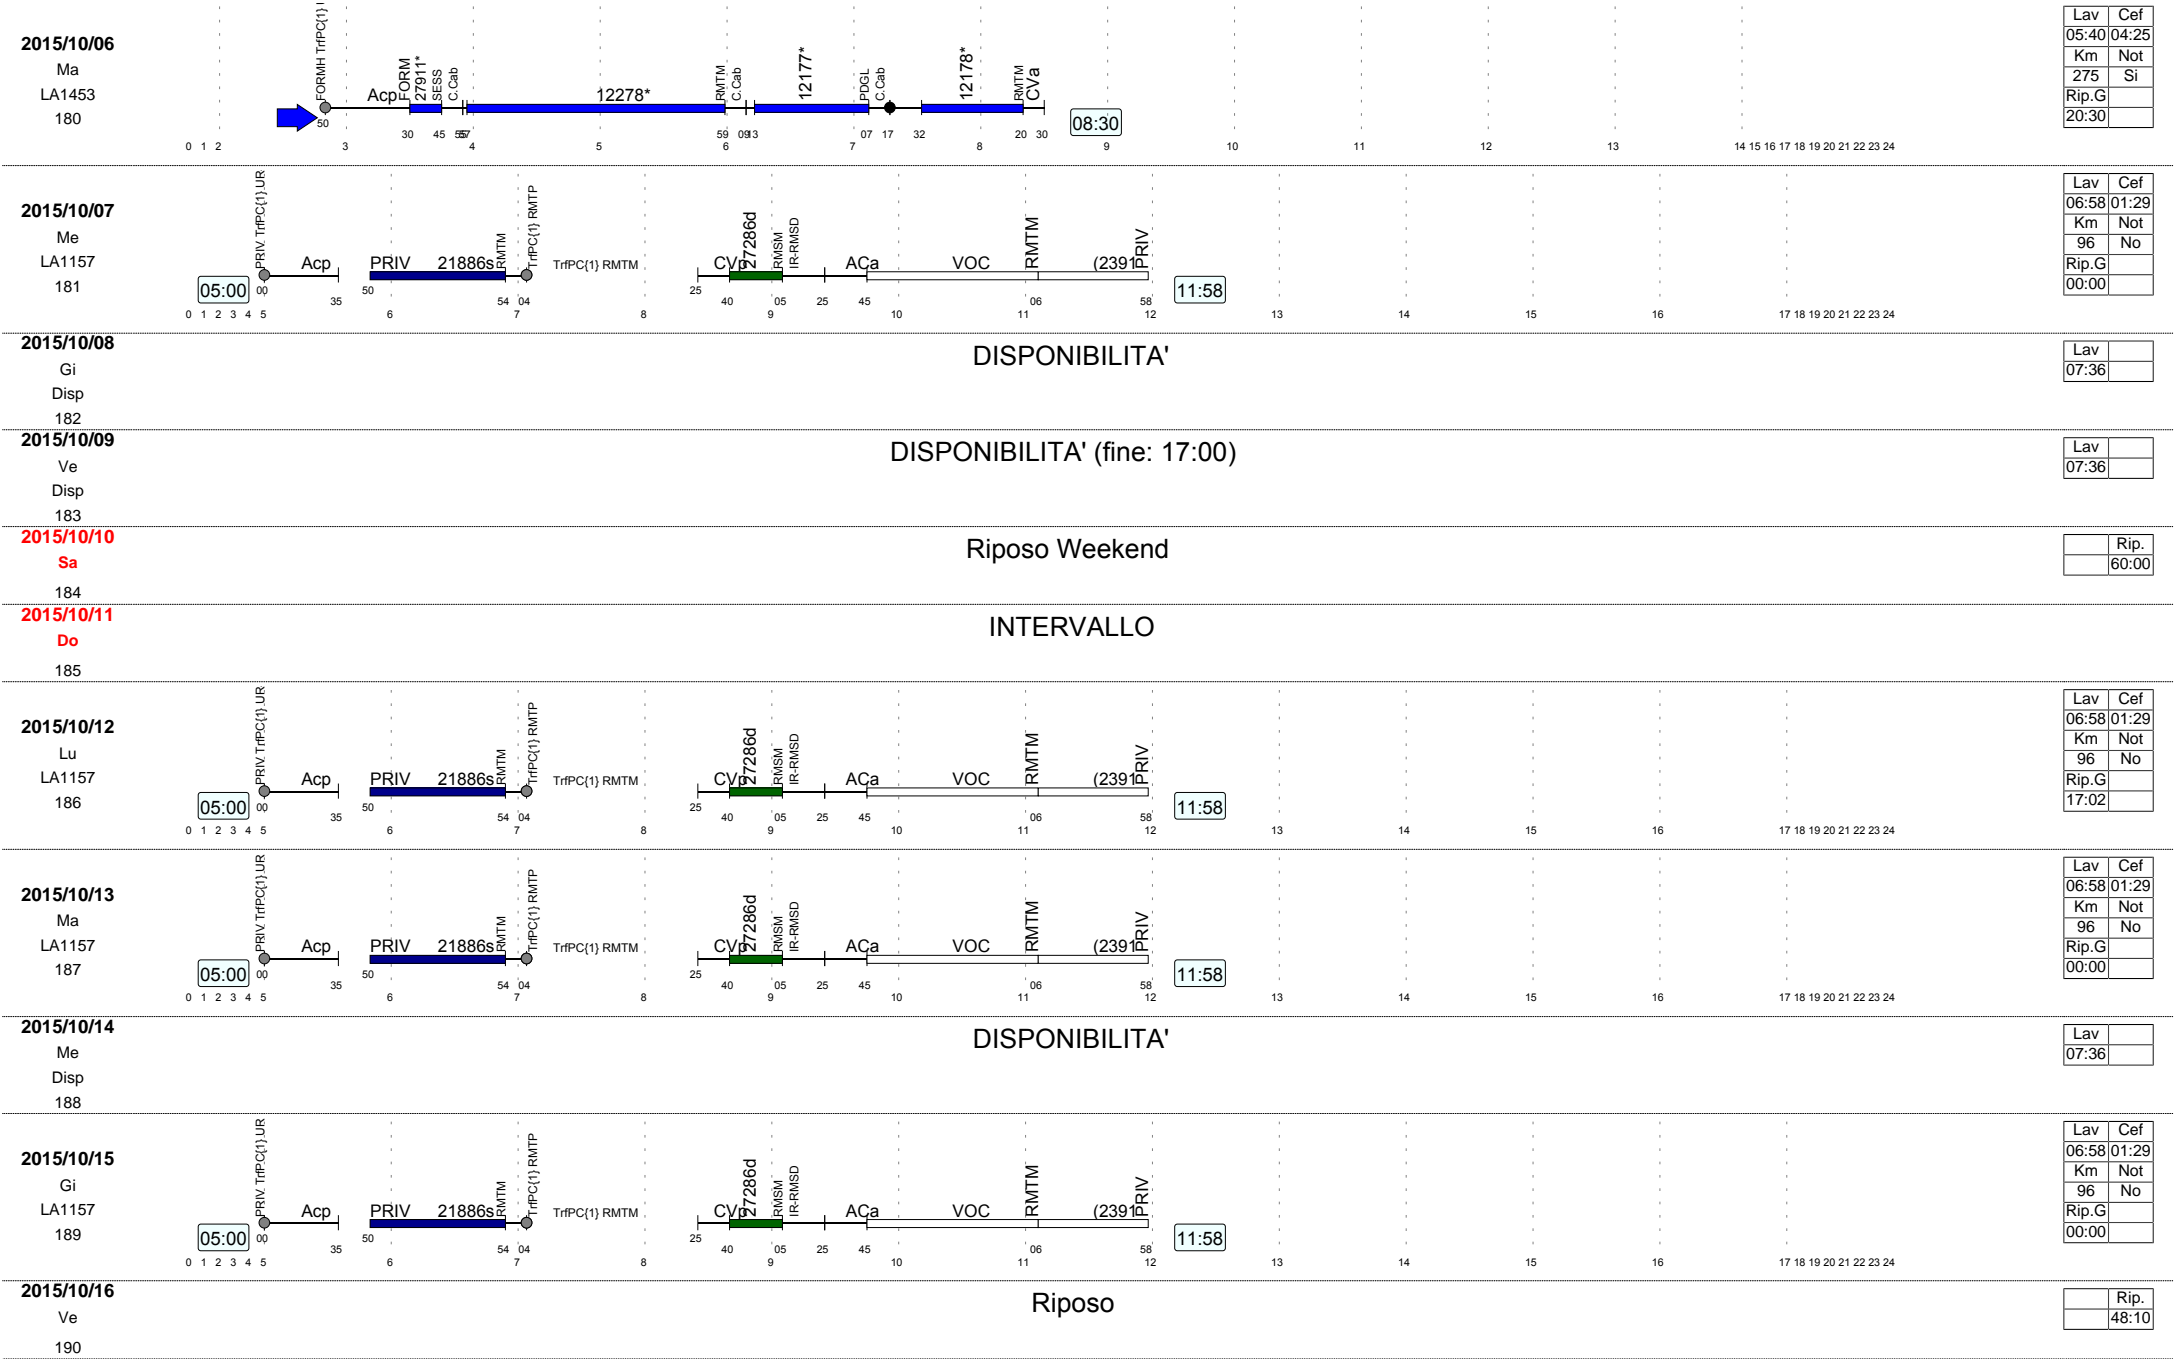 2015/10/06
Ma
LA1453
180
FORMH TrfPC{1}
Acp
FORM
27911*
SESS
C.Cab
12278*
RMTM
C.Cab
12177*
PDGL
C.Cab
12178*
RMTM
CVa
50 30 45 55 57 59 09 13 07 17 32 20 30
08:30
0 1 2 3 4 5 6 7 8 9 10 11 12 13 14 15 16 17 18 19 20 21 22 23 24
Lav Cef
05:40 04:25
Km Not
275 Si
Rip.G
20:30
2015/10/07
Me
LA1157
181
05:00
PRIV TrfPC{1} UR
Acp
PRIV 21886s
RMTM
TrfPC{1} RMTP
TrfPC{1} RMTM
CVp
27286d
RMSM
IR-RMSD
ACa
VOC
RMTM
(2391
PRIV
00 35 50 54 04 25 40 05 25 45 06 58
11:58
0 1 2 3 4 5 6 7 8 9 10 11 12 13 14 15 16 17 18 19 20 21 22 23 24
Lav Cef
06:58 01:29
Km Not
96 No
Rip.G
00:00
2015/10/08
Gi
Disp
182
DISPONIBILITA'
Lav
07:36
2015/10/09
Ve
Disp
183
DISPONIBILITA' (fine: 17:00)
Lav
07:36
2015/10/10
Sa
184
Riposo Weekend
Rip.
60:00
2015/10/11
Do
185
INTERVALLO
2015/10/12
Lu
LA1157
186
05:00
PRIV TrfPC{1} UR
Acp
PRIV 21886s
RMTM
TrfPC{1} RMTP
TrfPC{1} RMTM
CVp
27286d
RMSM
IR-RMSD
ACa
VOC
RMTM
(2391
PRIV
00 35 50 54 04 25 40 05 25 45 06 58
11:58
0 1 2 3 4 5 6 7 8 9 10 11 12 13 14 15 16 17 18 19 20 21 22 23 24
Lav Cef
06:58 01:29
Km Not
96 No
Rip.G
17:02
2015/10/13
Ma
LA1157
187
05:00
PRIV TrfPC{1} UR
Acp
PRIV 21886s
RMTM
TrfPC{1} RMTP
TrfPC{1} RMTM
CVp
27286d
RMSM
IR-RMSD
ACa
VOC
RMTM
(2391
PRIV
00 35 50 54 04 25 40 05 25 45 06 58
11:58
0 1 2 3 4 5 6 7 8 9 10 11 12 13 14 15 16 17 18 19 20 21 22 23 24
Lav Cef
06:58 01:29
Km Not
96 No
Rip.G
00:00
2015/10/14
Me
Disp
188
DISPONIBILITA'
Lav
07:36
2015/10/15
Gi
LA1157
189
05:00
PRIV TrfPC{1} UR
Acp
PRIV 21886s
RMTM
TrfPC{1} RMTP
TrfPC{1} RMTM
CVp
27286d
RMSM
IR-RMSD
ACa
VOC
RMTM
(2391
PRIV
00 35 50 54 04 25 40 05 25 45 06 58
11:58
0 1 2 3 4 5 6 7 8 9 10 11 12 13 14 15 16 17 18 19 20 21 22 23 24
Lav Cef
06:58 01:29
Km Not
96 No
Rip.G
00:00
2015/10/16
Ve
190
Riposo
Rip.
48:10